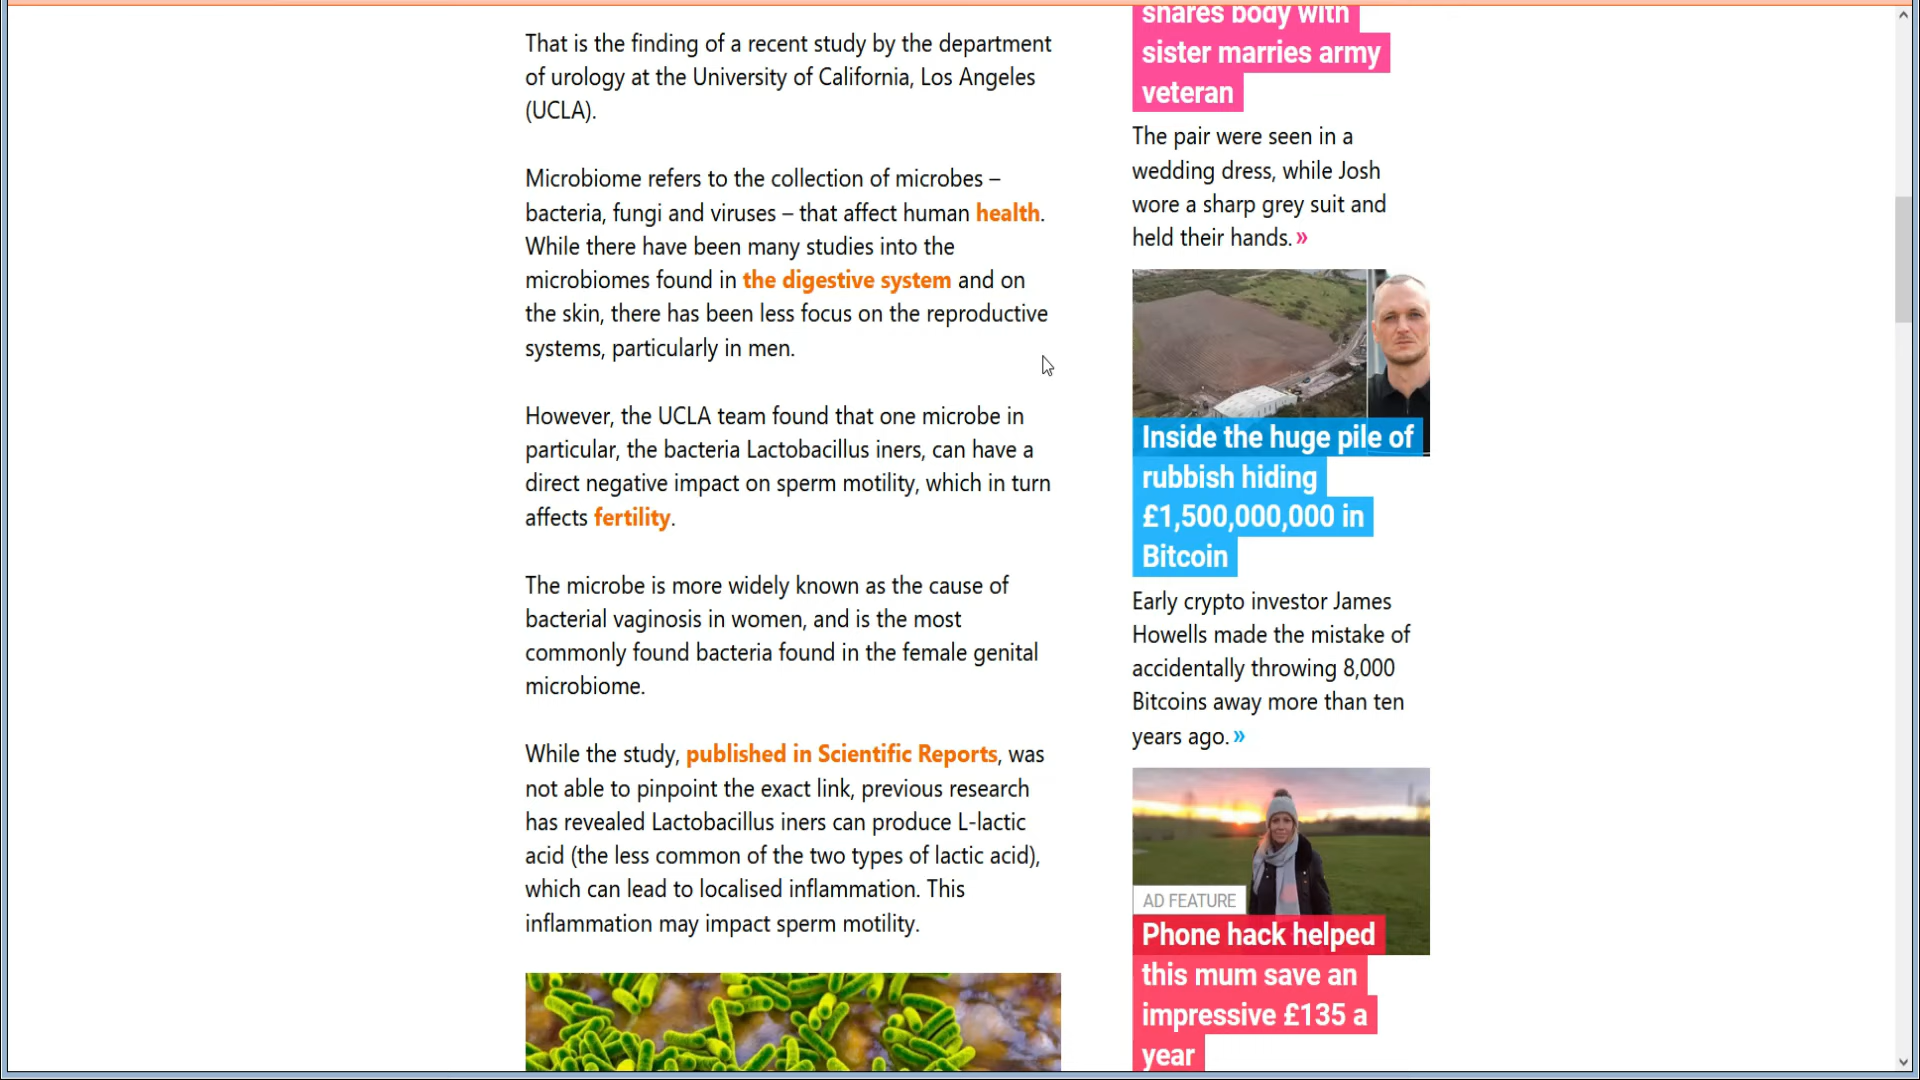 That is the finding of a recent study by the department
of urology at the University of California, Los Angeles
(UCLA).
Microbiome refers to the collection of microbes –
bacteria, fungi and viruses – that affect human health.
While there have been many studies into the
microbiomes found in the digestive system and on
the skin, there has been less focus on the reproductive
systems, particularly in men.
However, the UCLA team found that one microbe in
particular, the bacteria Lactobacillus iners, can have a
direct negative impact on sperm motility, which in turn
affects fertility.
The microbe is more widely known as the cause of
bacterial vaginosis in women, and is the most
commonly found bacteria found in the female genital
microbiome.
While the study, published in Scientific Reports, was
not able to pinpoint the exact link, previous research
has revealed Lactobacillus iners can produce L-lactic
acid (the less common of the two types of lactic acid),
which can lead to localised inflammation. This
inflammation may impact sperm motility.
shares body with
sister marries army
veteran
The pair were seen in a
wedding dress, while Josh
wore a sharp grey suit and
held their hands. »
Inside the huge pile of
rubbish hiding
£1,500,000,000 in
Bitcoin
Early crypto investor James
Howells made the mistake of
accidentally throwing 8,000
Bitcoins away more than ten
years ago. »
AD FEATURE
Phone hack helped
this mum save an
impressive £135 a
year